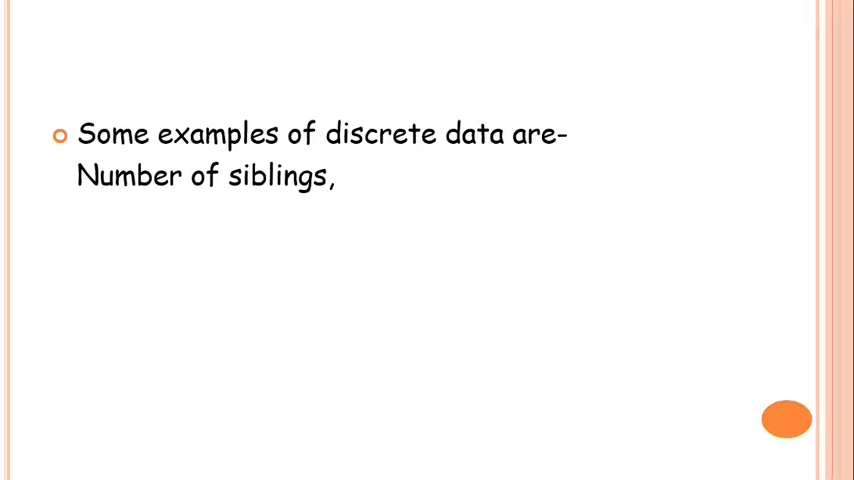 Some examples of discrete data are-
Number of siblings,